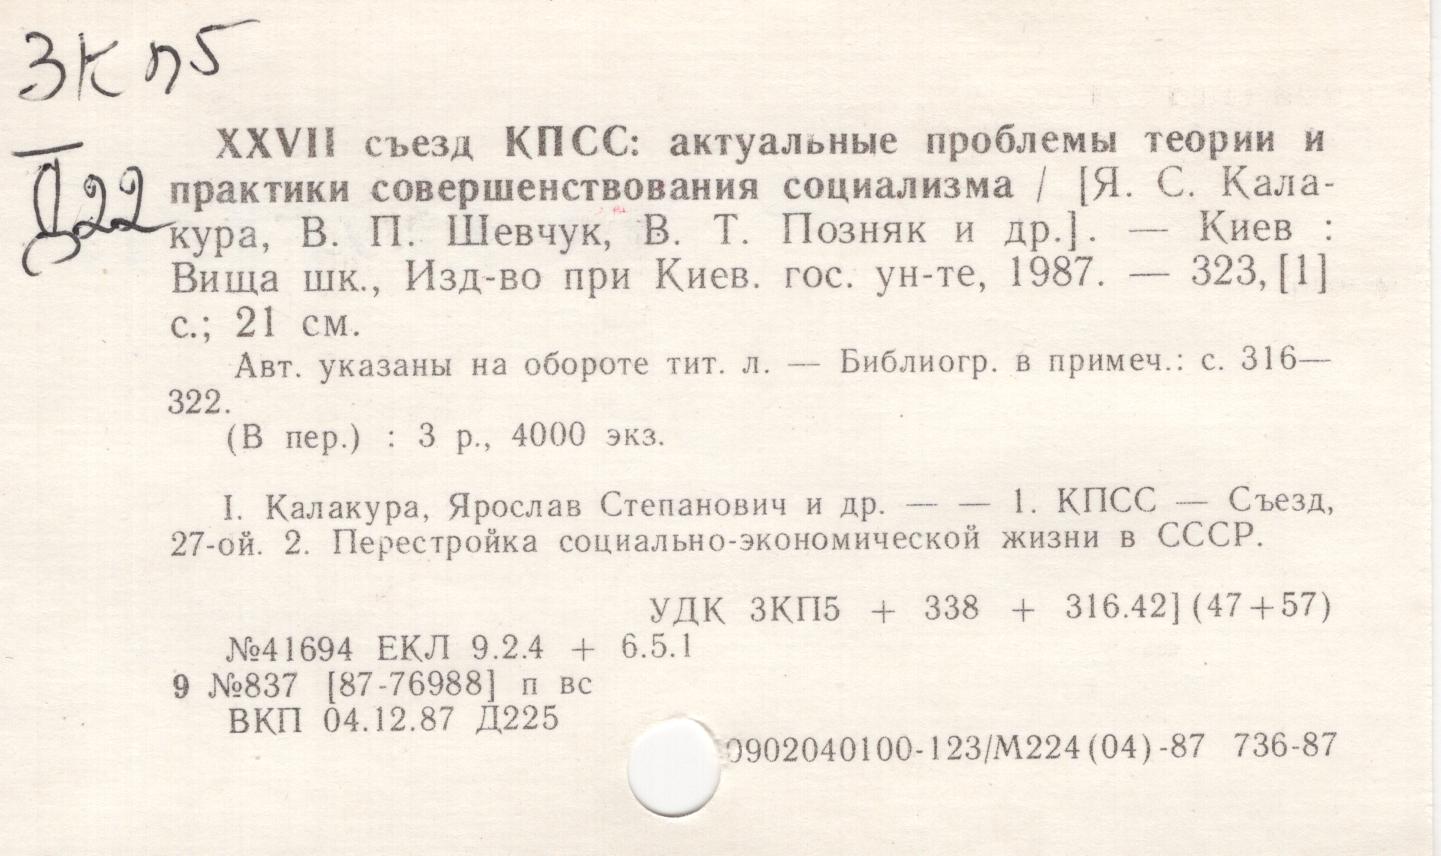 3К п5
Д22
XXVII съезд КПСС: актуальные проблемы теории и
практики совершенствования социализма / [Я. С. Кала-
кура, В. П. Шевчук, В. Т. Позняк и др.]. — Киев :
Вища шк., Изд-во при Киев. гос. ун-те, 1987. — 323, [1]
с.; 21 см.
Авт. указаны на обороте тит. л. — Библиогр. в примеч.: с. 316—
322.
(В пер.) : 3 р., 4000 экз.
I. Калакура, Ярослав Степанович и др. — — 1. КПСС — Съезд,
27-ой. 2. Перестройка социально-экономической жизни в СССР.
УДК 3КП5 + 338 + 316.42] (47+57)
№41694 ЕКЛ 9.2.4 + 6.5.1
9 №837 [87-76988] п вс
ВКП 04.12.87 Д225
0902040100-123/М224(04)-87 736-87